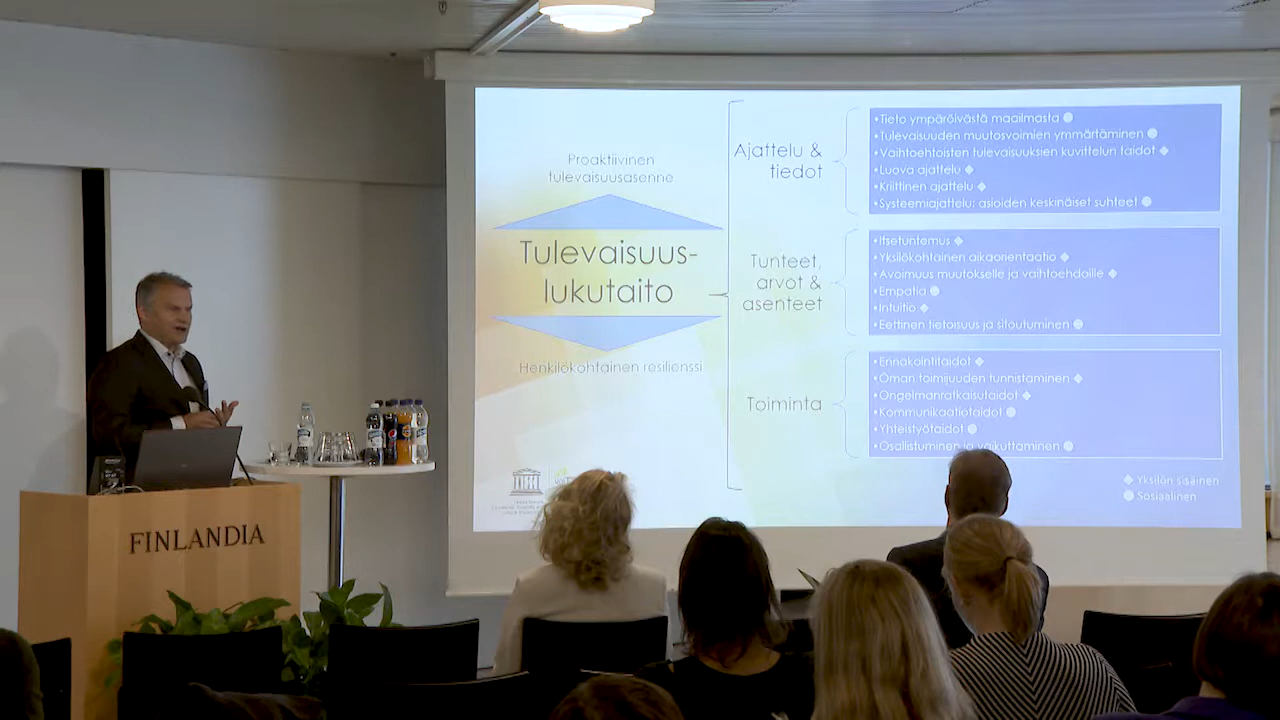 Proaktiivinen
tulevaisuusasenne
Tulevaisuus-
lukutaito
Henkilökohtainen resilienssi
Ajattelu &
tiedot
•Tieto ympäröivästä maailmasta
•Tulevaisuuden muutosvoimien ymmärtäminen
•Vaihtoehtoisten tulevaisuuksien kuvittelun taidot
•Luova ajattelu
•Kriittinen ajattelu
•Systeemiajattelu: asioiden keskinäiset suhteet
Tunteet,
arvot &
asenteet
•Itsetuntemus
•Yksilökohtainen aikaorientaatio
•Avoimuus muutokselle ja vaihtoehdoille
•Empatia
•Intuitio
•Eettinen tietoisuus ja sitoutuminen
Toiminta
•Ennakointitaidot
•Oman toimijuuden tunnistaminen
•Ongelmanratkaisutaidot
•Kommunikaatiotaidot
•Yhteistyötaidot
•Osallistuminen ja vaikuttaminen
Yksilön sisäinen
Sosiaalinen
FINLANDIA